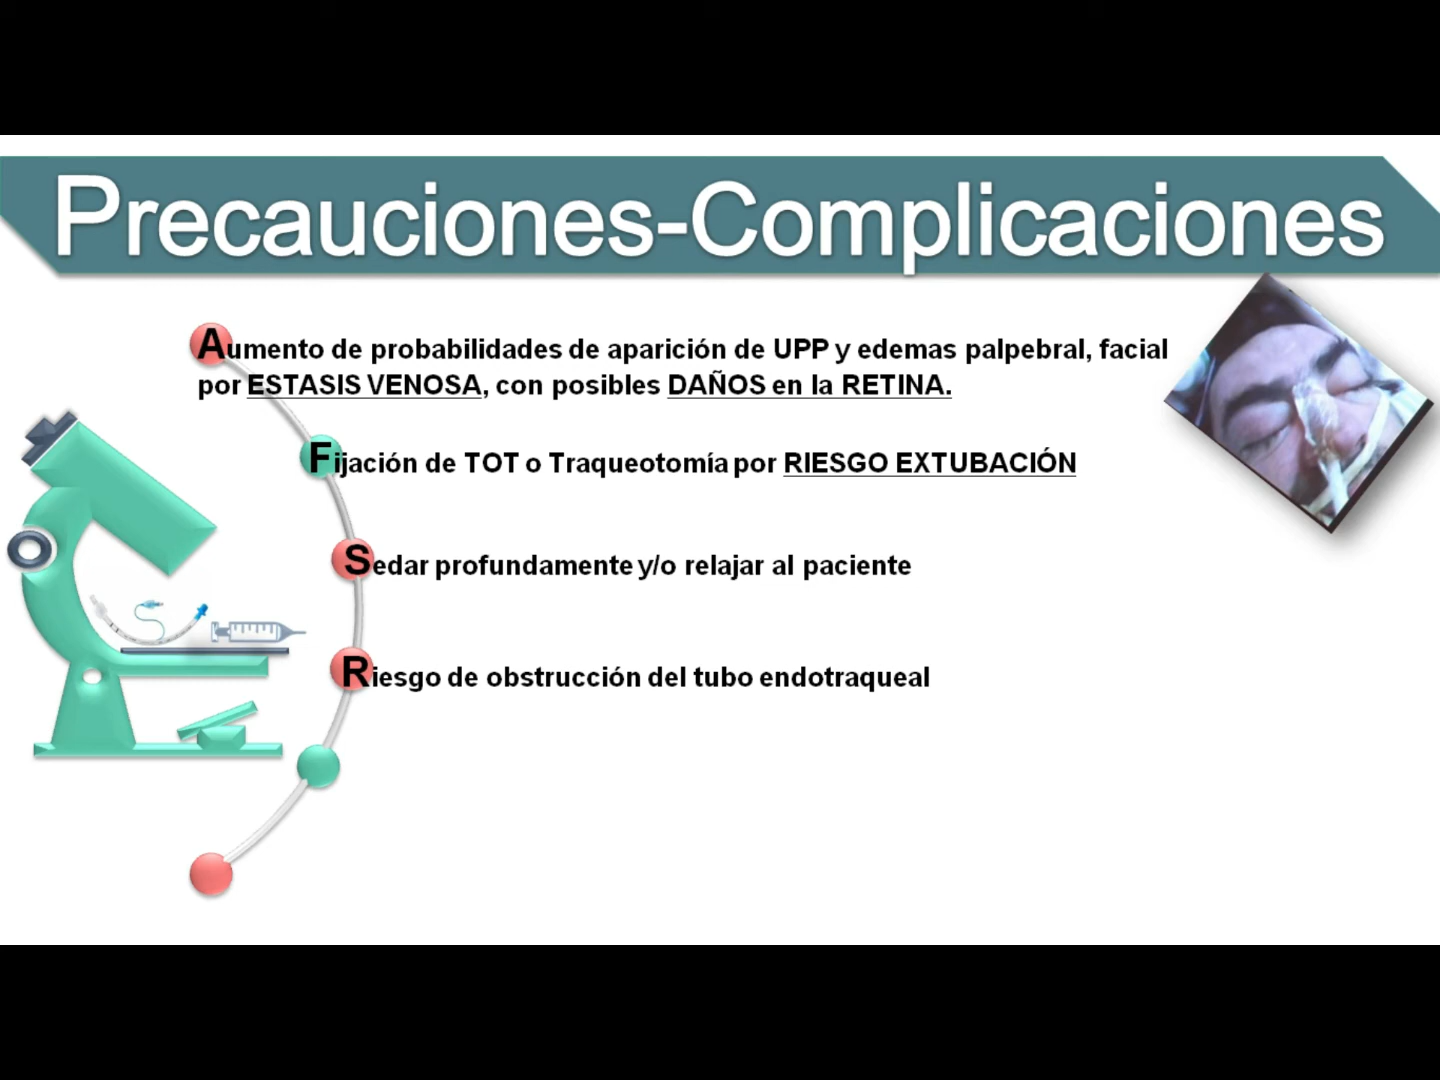 Precauciones-Complicaciones
Aumento de probabilidades de aparición de UPP y edemas palpebral, facial
por ESTASIS VENOSA, con posibles DAÑOS en la RETINA.
Fijación de TOT o Traqueotomía por RIESGO EXTUBACIÓN
Sedar profundamente y/o relajar al paciente
Riesgo de obstrucción del tubo endotraqueal